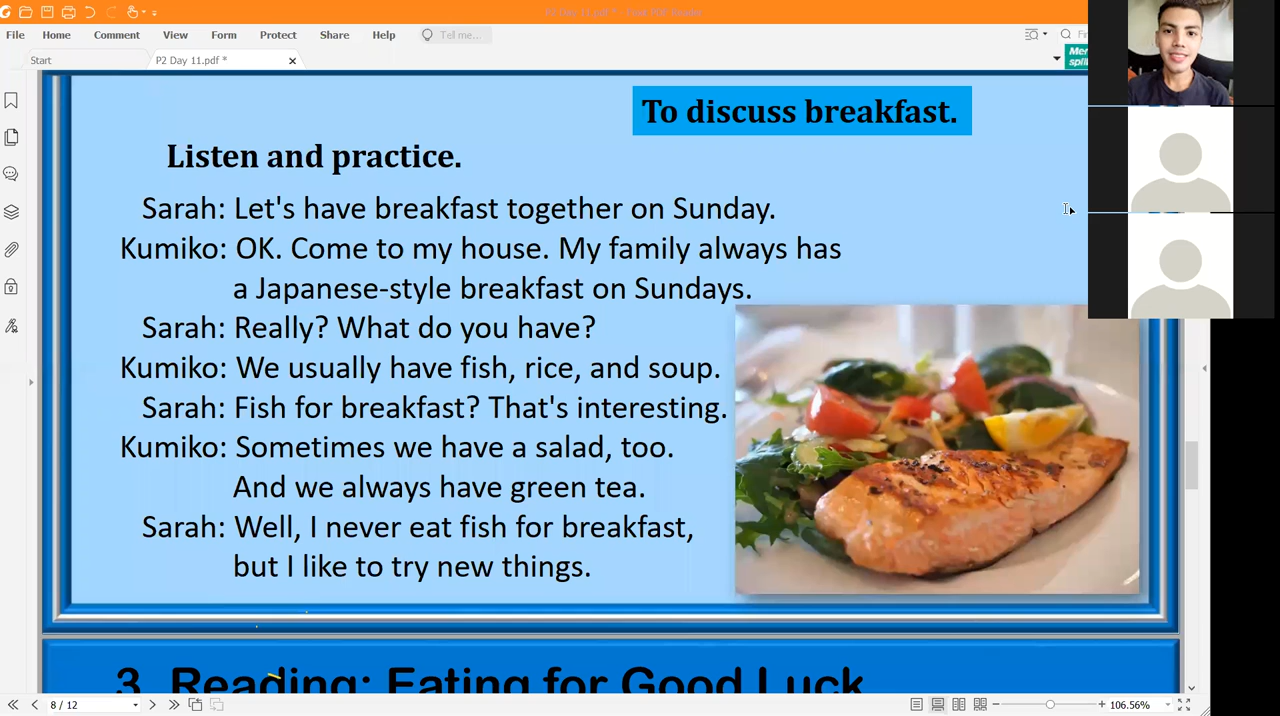 File Home Comment View Form Protect Share Help Tell me...
Start P2 Day 11.pdf *
To discuss breakfast.
Listen and practice.
Sarah: Let's have breakfast together on Sunday.
Kumiko: OK. Come to my house. My family always has
a Japanese-style breakfast on Sundays.
Sarah: Really? What do you have?
Kumiko: We usually have fish, rice, and soup.
Sarah: Fish for breakfast? That's interesting.
Kumiko: Sometimes we have a salad, too.
And we always have green tea.
Sarah: Well, I never eat fish for breakfast,
but I like to try new things.
3. Reading: Eating for Good Luck
8 / 12 106.56%